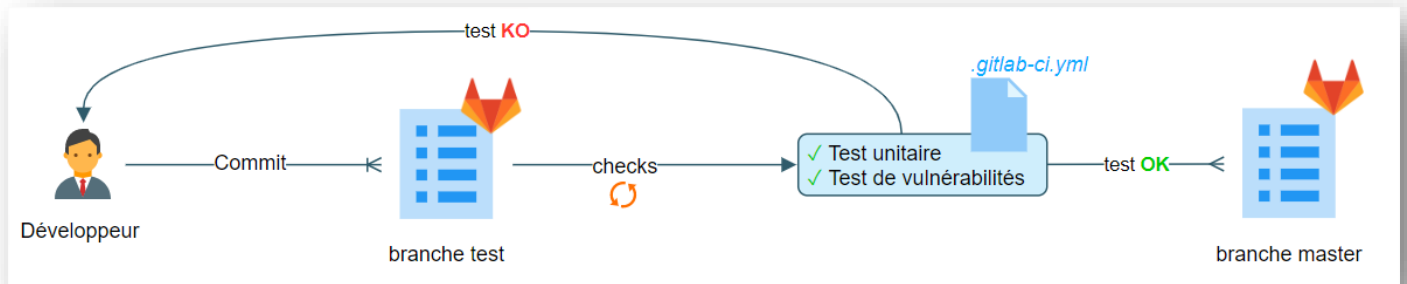 test KO
.gitlab-ci.yml
Commit
checks
✓ Test unitaire
✓ Test de vulnérabilités
test OK
Développeur
branche test
branche master